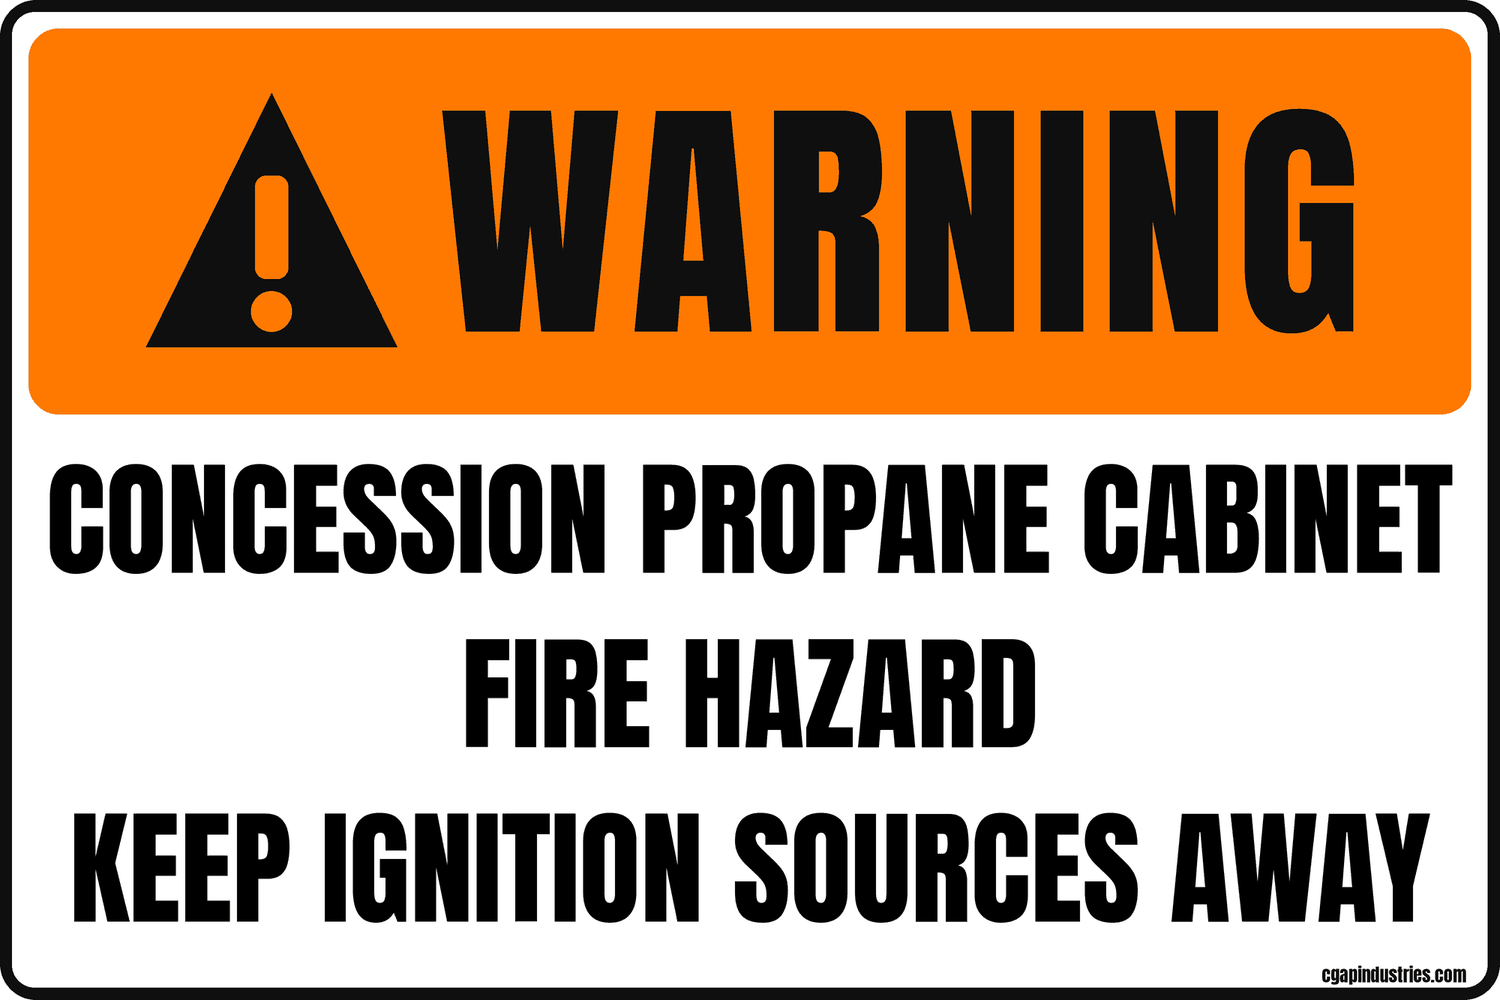 WARNING
CONCESSION PROPANE CABINET
FIRE HAZARD
KEEP IGNITION SOURCES AWAY
cgapindustries.com